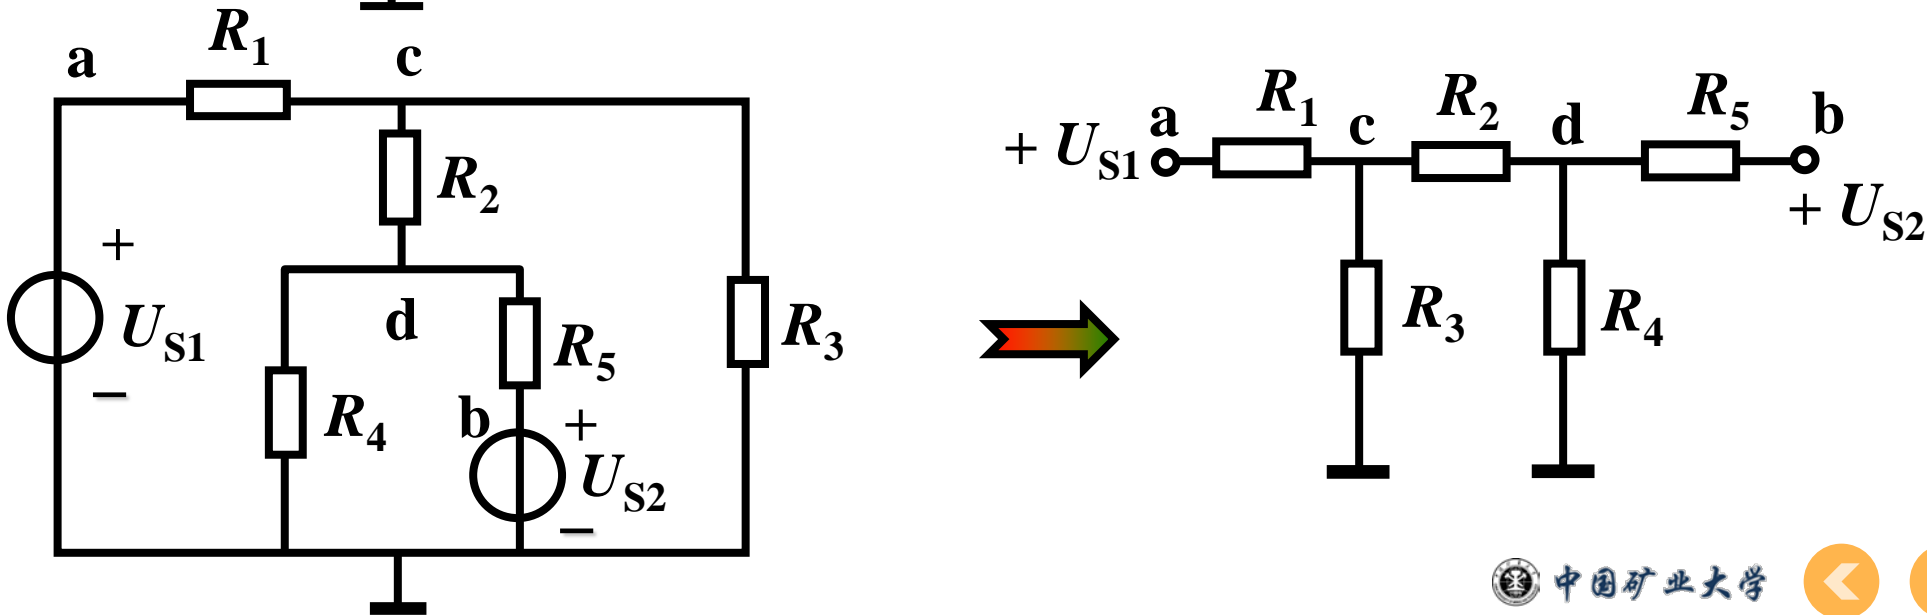 a
R1
c
R2
+
US1
−
d
R4
R5
b
+
US2
−
R3
+ US1
a
R1
c
R2
d
R5
b
+ US2
R3
R4
中国矿业大学